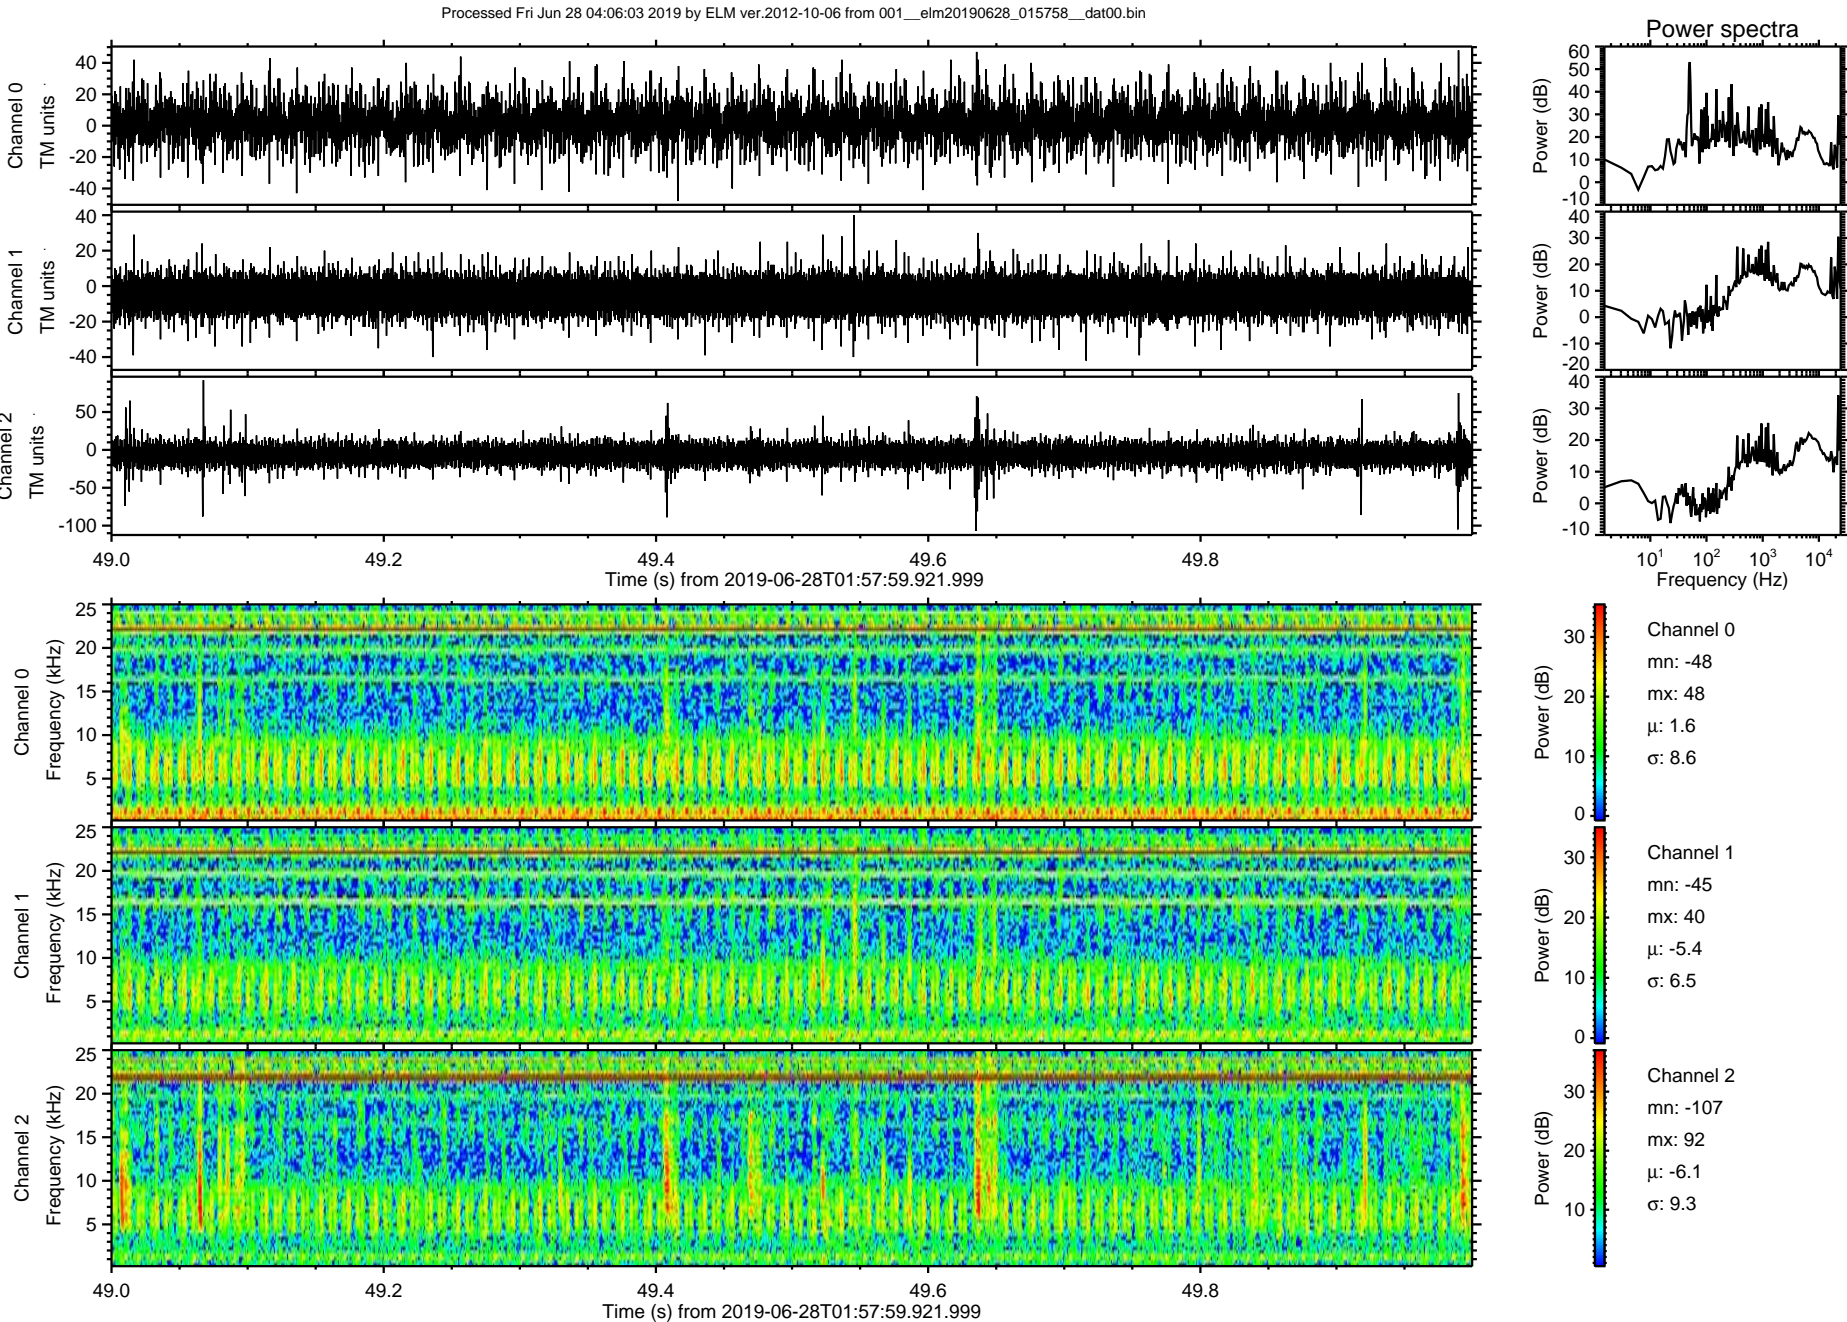 Processed Fri Jun 28 04:06:03 2019 by ELM ver.2012-10-06 from 001__elm20190628_015758__dat00.bin
Power spectra
Channel 0
TM units
40
20
0
-20
-40
Power (dB)
60
50
40
30
20
10
0
-10
Channel 1
TM units
40
20
0
-20
-40
Power (dB)
40
30
20
10
0
-10
-20
Channel 2
TM units
50
0
-50
-100
Power (dB)
40
30
20
10
0
-10
49.0 49.2 49.4 49.6 49.8
Time (s) from 2019-06-28T01:57:59.921.999
10¹ 10² 10³ 10⁴
Frequency (Hz)
Channel 0
Frequency (kHz)
25
20
15
10
5
Power (dB)
30
20
10
0
Channel 0
mn: -48
mx: 48
μ: 1.6
σ: 8.6
Channel 1
Frequency (kHz)
25
20
15
10
5
Power (dB)
30
20
10
0
Channel 1
mn: -45
mx: 40
μ: -5.4
σ: 6.5
Channel 2
Frequency (kHz)
25
20
15
10
5
Power (dB)
30
20
10
Channel 2
mn: -107
mx: 92
μ: -6.1
σ: 9.3
49.0 49.2 49.4 49.6 49.8
Time (s) from 2019-06-28T01:57:59.921.999